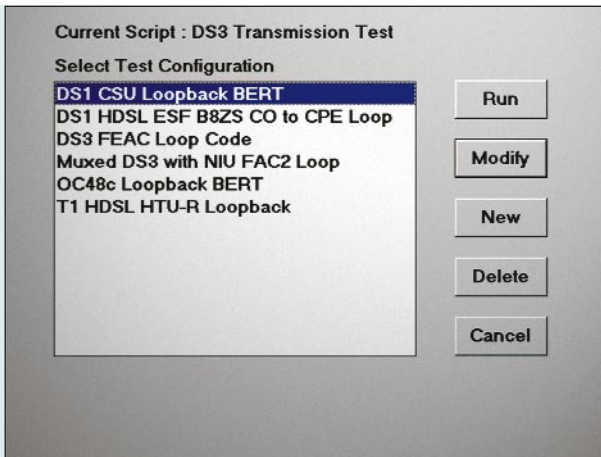 Current Script : DS3 Transmission Test
Select Test Configuration
DS1 CSU Loopback BERT
DS1 HDSL ESF B8ZS CO to CPE Loop
DS3 FEAC Loop Code
Muxed DS3 with NIU FAC2 Loop
OC48c Loopback BERT
T1 HDSL HTU-R Loopback
Run
Modify
New
Delete
Cancel